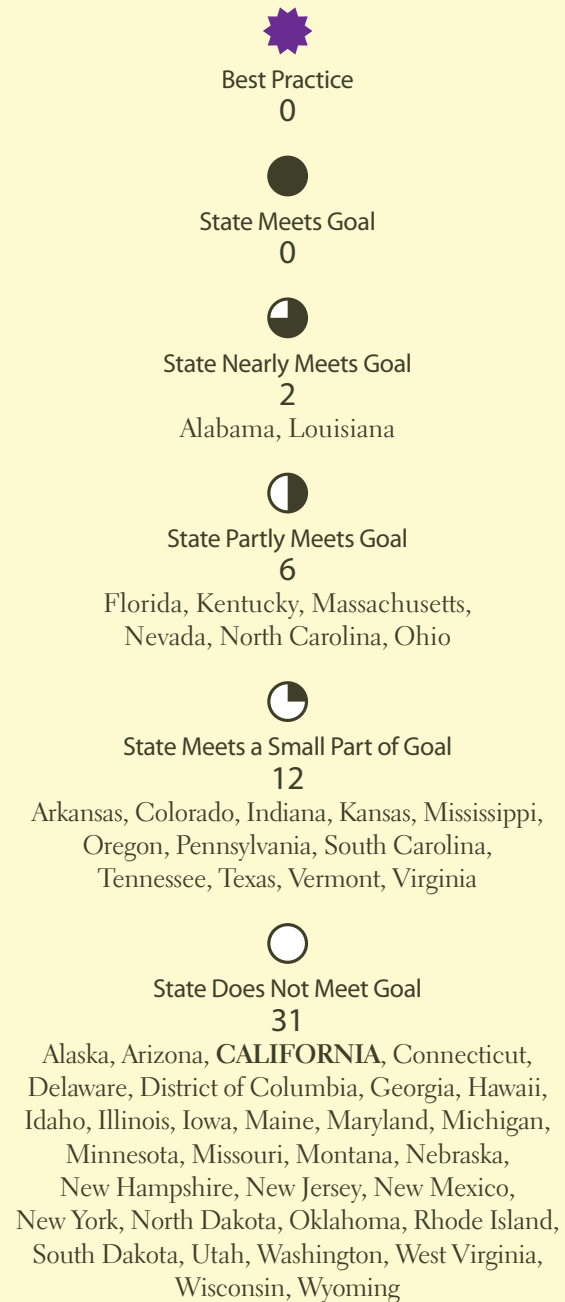 Best Practice
0
State Meets Goal
0
State Nearly Meets Goal
2
Alabama, Louisiana
State Partly Meets Goal
6
Florida, Kentucky, Massachusetts,
Nevada, North Carolina, Ohio
State Meets a Small Part of Goal
12
Arkansas, Colorado, Indiana, Kansas, Mississippi,
Oregon, Pennsylvania, South Carolina,
Tennessee, Texas, Vermont, Virginia
State Does Not Meet Goal
31
Alaska, Arizona, CALIFORNIA, Connecticut,
Delaware, District of Columbia, Georgia, Hawaii,
Idaho, Illinois, Iowa, Maine, Maryland, Michigan,
Minnesota, Missouri, Montana, Nebraska,
New Hampshire, New Jersey, New Mexico,
New York, North Dakota, Oklahoma, Rhode Island,
South Dakota, Utah, Washington, West Virginia,
Wisconsin, Wyoming